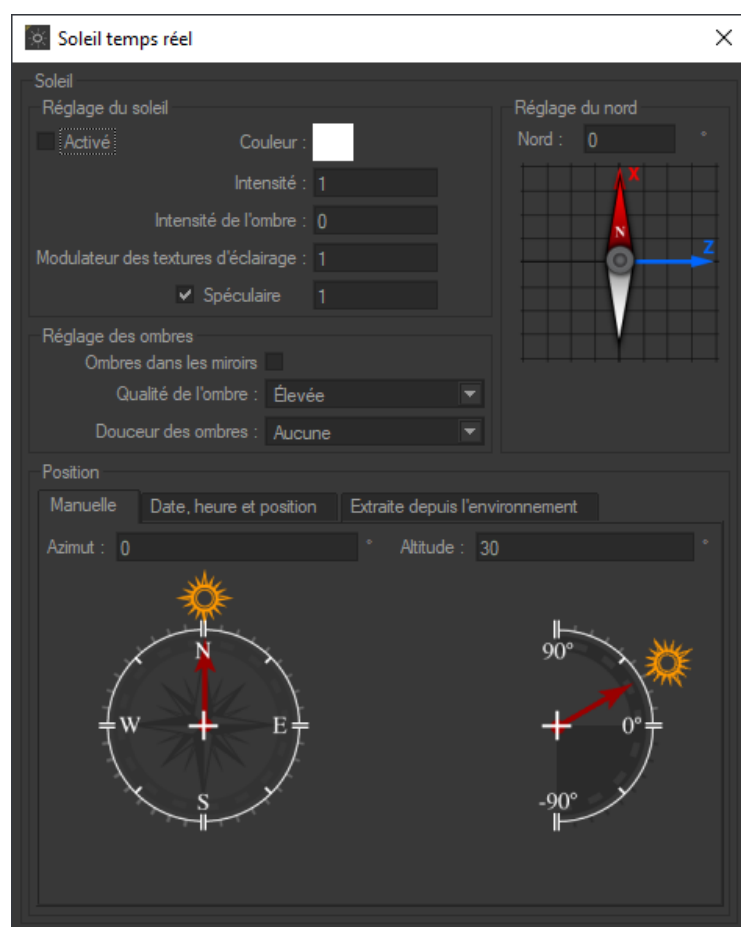 Soleil temps réel
Soleil
Réglage du soleil
Activé
Couleur :
Intensité : 1
Intensité de l'ombre : 0
Modulateur des textures d'éclairage : 1
Spéculaire 1
Réglage du nord
Nord : 0 °
X
N
Z
Réglage des ombres
Ombres dans les miroirs
Qualité de l'ombre : Élevée
Douceur des ombres : Aucune
Position
Manuelle Date, heure et position Extraite depuis l'environnement
Azimut : 0 ° Altitude : 30 °
N
W E
S
90°
0°
-90°